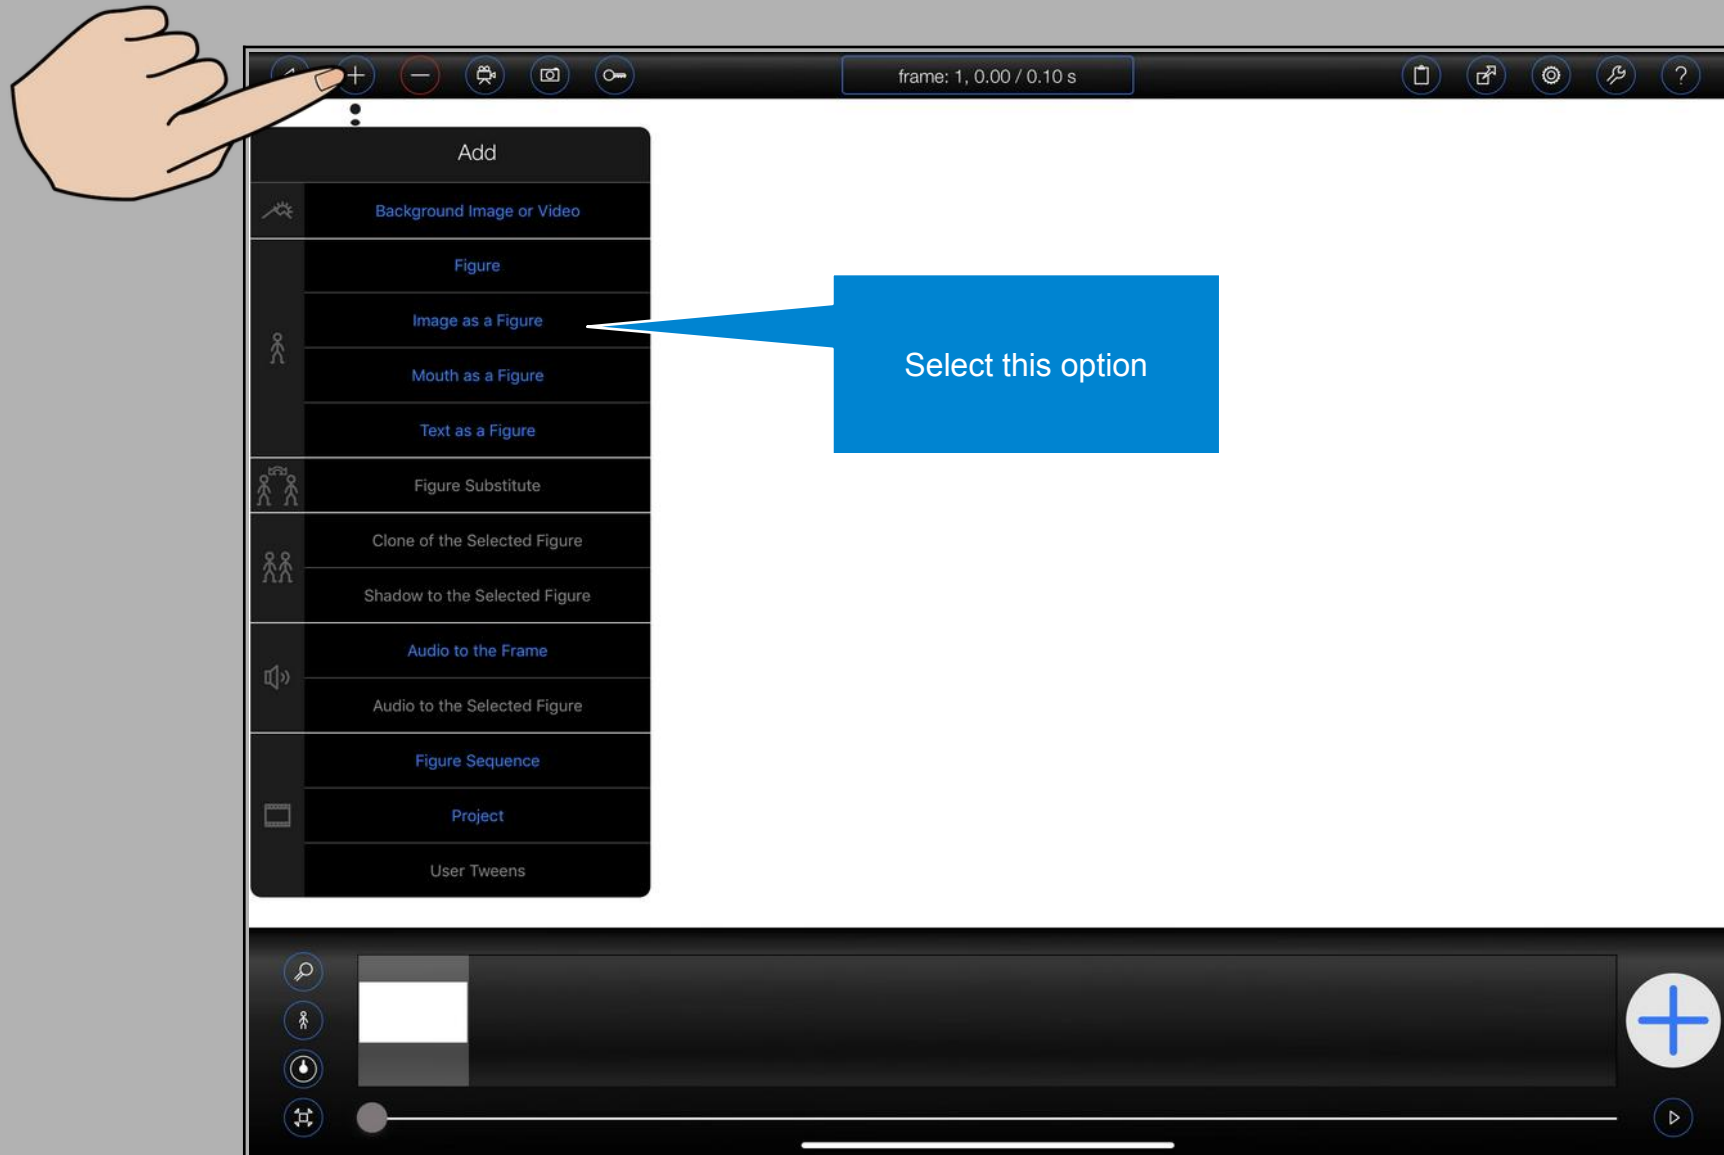 frame: 1, 0.00 / 0.10 s
?
Add
Background Image or Video
Figure
Image as a Figure
Mouth as a Figure
Text as a Figure
Figure Substitute
Clone of the Selected Figure
Shadow to the Selected Figure
Audio to the Frame
Audio to the Selected Figure
Figure Sequence
Project
User Tweens
Select this option